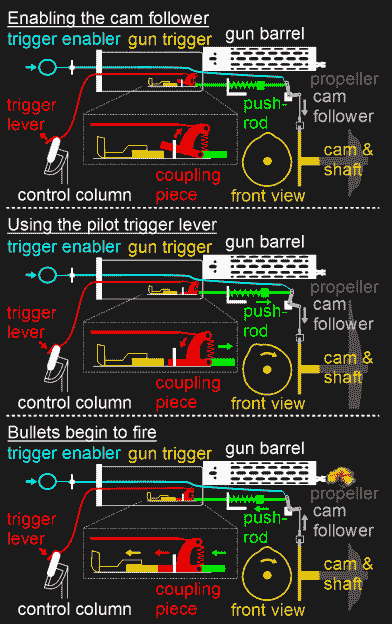 Enabling the cam follower
gun barrel
trigger enabler gun trigger
propeller
cam
follower
trigger
lever
push-
rod
cam &
shaft
coupling
piece
front view
control column
Using the pilot trigger lever
gun barrel
trigger enabler gun trigger
propeller
cam
follower
trigger
lever
push-
rod
cam &
shaft
coupling
piece
front view
control column
Bullets begin to fire
gun barrel
trigger enabler gun trigger
propeller
cam
follower
trigger
lever
push-
rod
cam &
shaft
coupling
piece
front view
control column